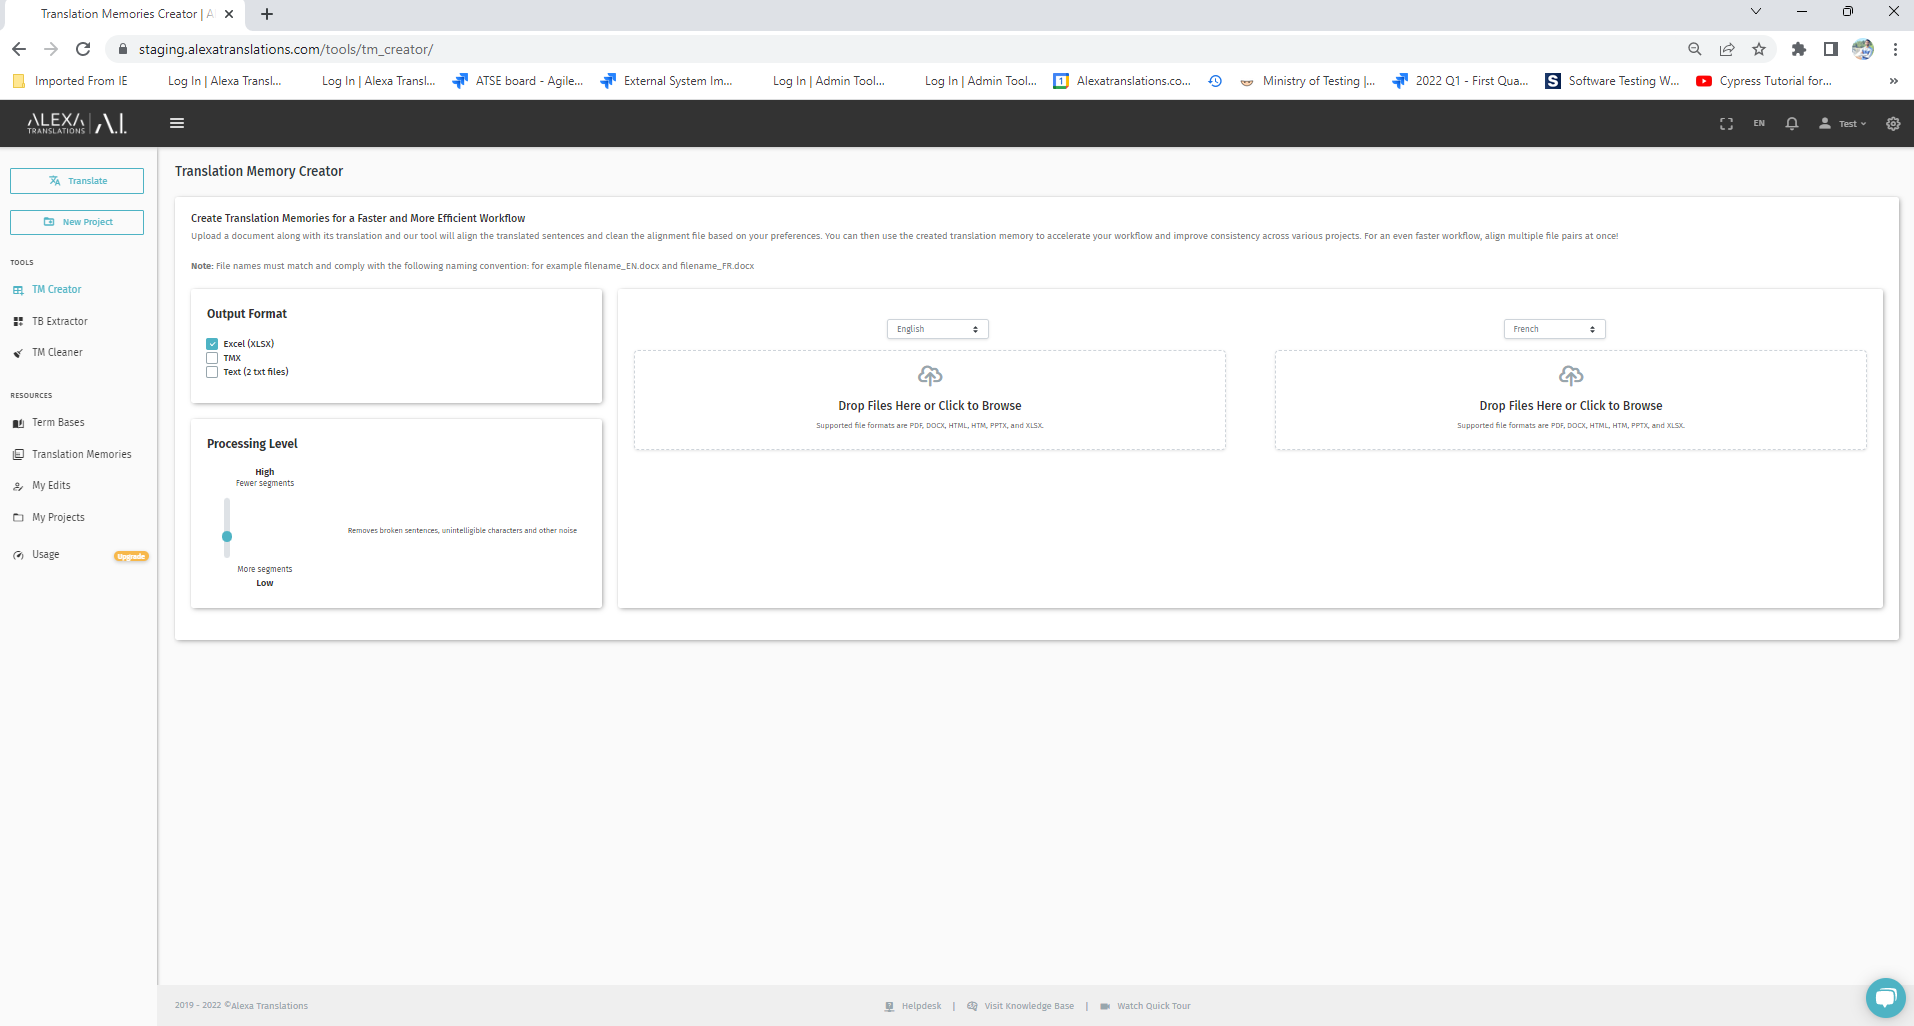 Translation Memories Creator | A
staging.alexatranslations.com/tools/tm_creator/
Imported From IE
Log In | Alexa Transl...
Log In | Alexa Transl...
ATSE board - Agile...
External System Im...
Log In | Admin Tool...
Log In | Admin Tool...
1
Alexatranslations.co...
Ministry of Testing |...
2022 Q1 - First Qua...
S
Software Testing W...
Cypress Tutorial for...
»
ALEXA
TRANSLATIONS
A.I.
EN
Test
Translate
New Project
TOOLS
TM Creator
TB Extractor
TM Cleaner
RESOURCES
Term Bases
Translation Memories
My Edits
My Projects
Usage
Upgrade
Translation Memory Creator
Create Translation Memories for a Faster and More Efficient Workflow
Upload a document along with its translation and our tool will align the translated sentences and clean the alignment file based on your preferences. You can then use the created translation memory to accelerate your workflow and improve consistency across various projects. For an even faster workflow, align multiple file pairs at once!
Note: File names must match and comply with the following naming convention: for example filename_EN.docx and filename_FR.docx
Output Format
Excel (XLSX)
TMX
Text (2 txt files)
Processing Level
High
Fewer segments
Removes broken sentences, unintelligible characters and other noise
More segments
Low
English
Drop Files Here or Click to Browse
Supported file formats are PDF, DOCX, HTML, HTM, PPTX, and XLSX.
French
Drop Files Here or Click to Browse
Supported file formats are PDF, DOCX, HTML, HTM, PPTX, and XLSX.
2019 - 2022 ©Alexa Translations
Helpdesk | Visit Knowledge Base | Watch Quick Tour